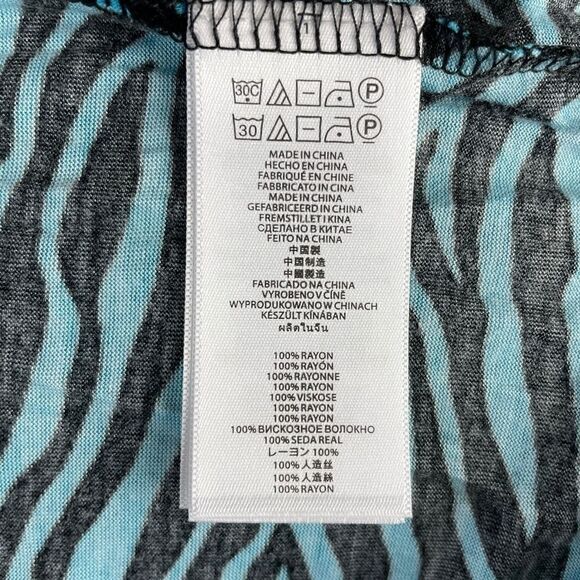 1
30C P
30 P
MADE IN CHINA
HECHO EN CHINA
FABRIQUÉ EN CHINE
FABBRICATO IN CINA
MADE IN CHINA
GEFABRICEERD IN CHINA
FREMSTILLET I KINA
СДЕЛАНО В КИТАЕ
FEITO NA CHINA
中国製
中国制造
中國製造
FABRICADO NA CHINA
VYROBENO V ČÍNĚ
WYPRODUKOWANO W CHINACH
KÉSZÜLT KÍNÁBAN
ผลิตในจีน
100% RAYON
100% RAYÓN
100% RAYONNE
100% RAYON
100% VISKOSE
100% RAYON
100% RAYON
100% ВИСКОЗНОЕ ВОЛОКНО
100% SEDA REAL
レーヨン 100%
100% 人造丝
100% 人造絲
100% RAYON